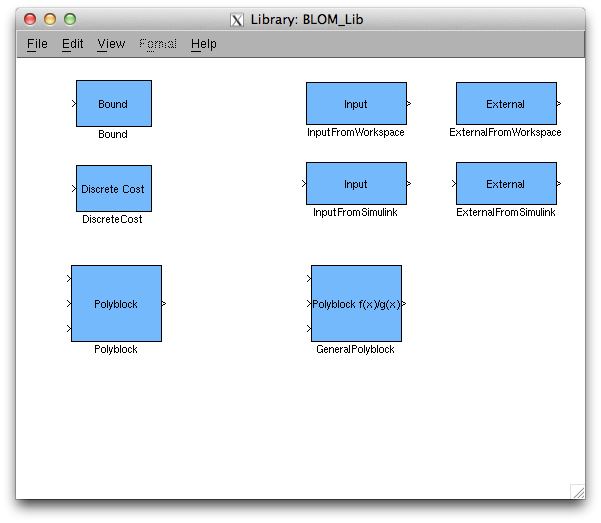 X Library: BLOM_Lib
File Edit View Format Help
Bound
Bound
Input
InputFromWorkspace
External
ExternalFromWorkspace
Discrete Cost
DiscreteCost
Input
InputFromSimulink
External
ExternalFromSimulink
Polyblock
Polyblock
Polyblock f(x)/g(x)
GeneralPolyblock